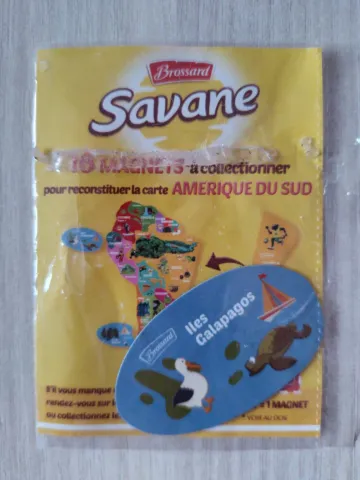 Brossard
Savane
18 MAGNETS à collectionner
pour reconstituer la carte AMERIQUE DU SUD
Brossard
Iles
Galapagos
S'il vous manque
rendez-vous sur
1 MAGNET
ou collectionnez